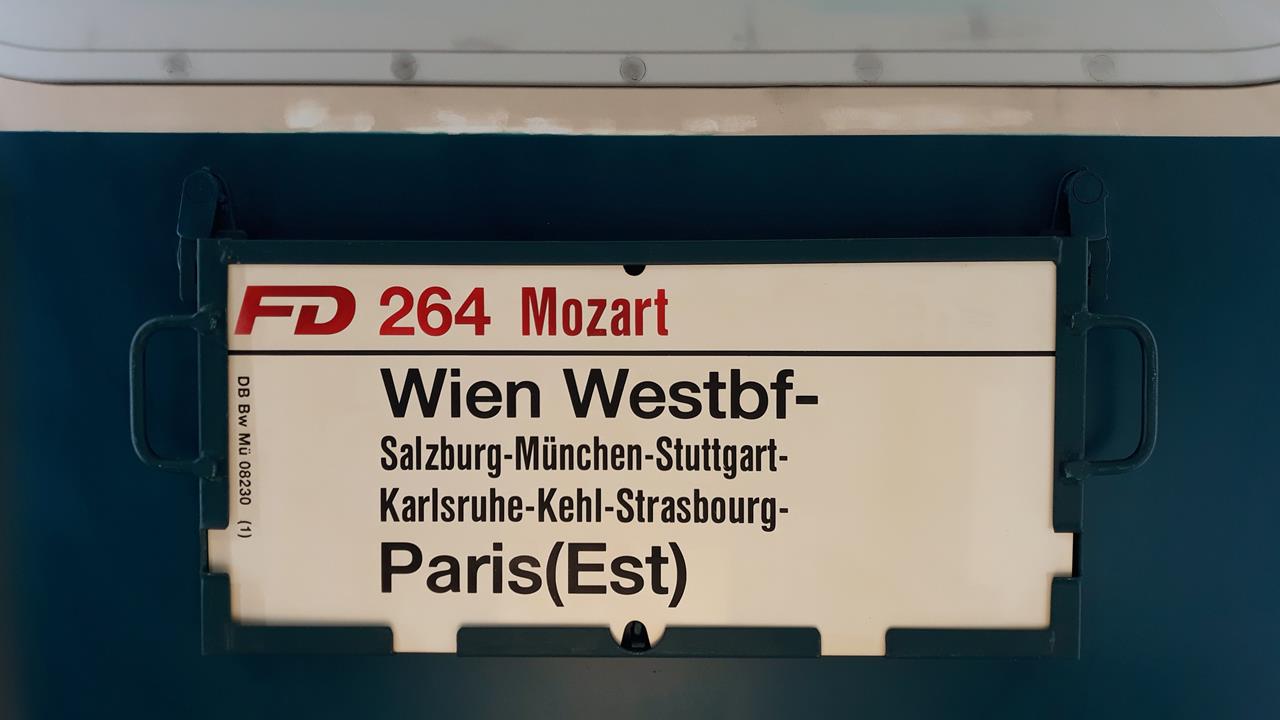 FD 264 Mozart
Wien Westbf-
Salzburg-München-Stuttgart-
Karlsruhe-Kehl-Strasbourg-
Paris(Est)
DB Bw Mü 08230 (1)